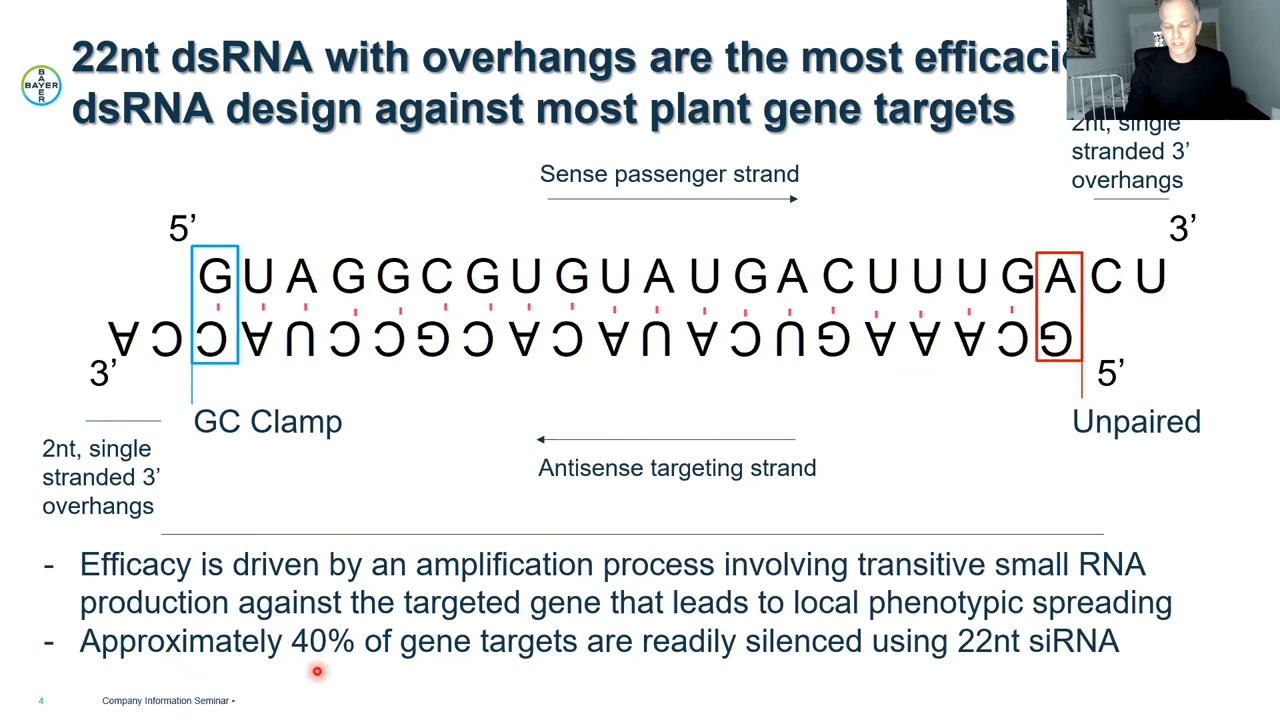 22nt dsRNA with overhangs are the most efficaci
dsRNA design against most plant gene targets
BAYER
BAYER
2nt, single
stranded 3’
overhangs
Sense passenger strand
5’
3’
G U A G G C G U G U A U G A C U U U G A C U
A C C A U C C G C A C A U A C U G A A A C G
3’
5’
GC Clamp
Unpaired
2nt, single
stranded 3’
overhangs
Antisense targeting strand
- Efficacy is driven by an amplification process involving transitive small RNA
production against the targeted gene that leads to local phenotypic spreading
- Approximately 40% of gene targets are readily silenced using 22nt siRNA
4
Company Information Seminar •